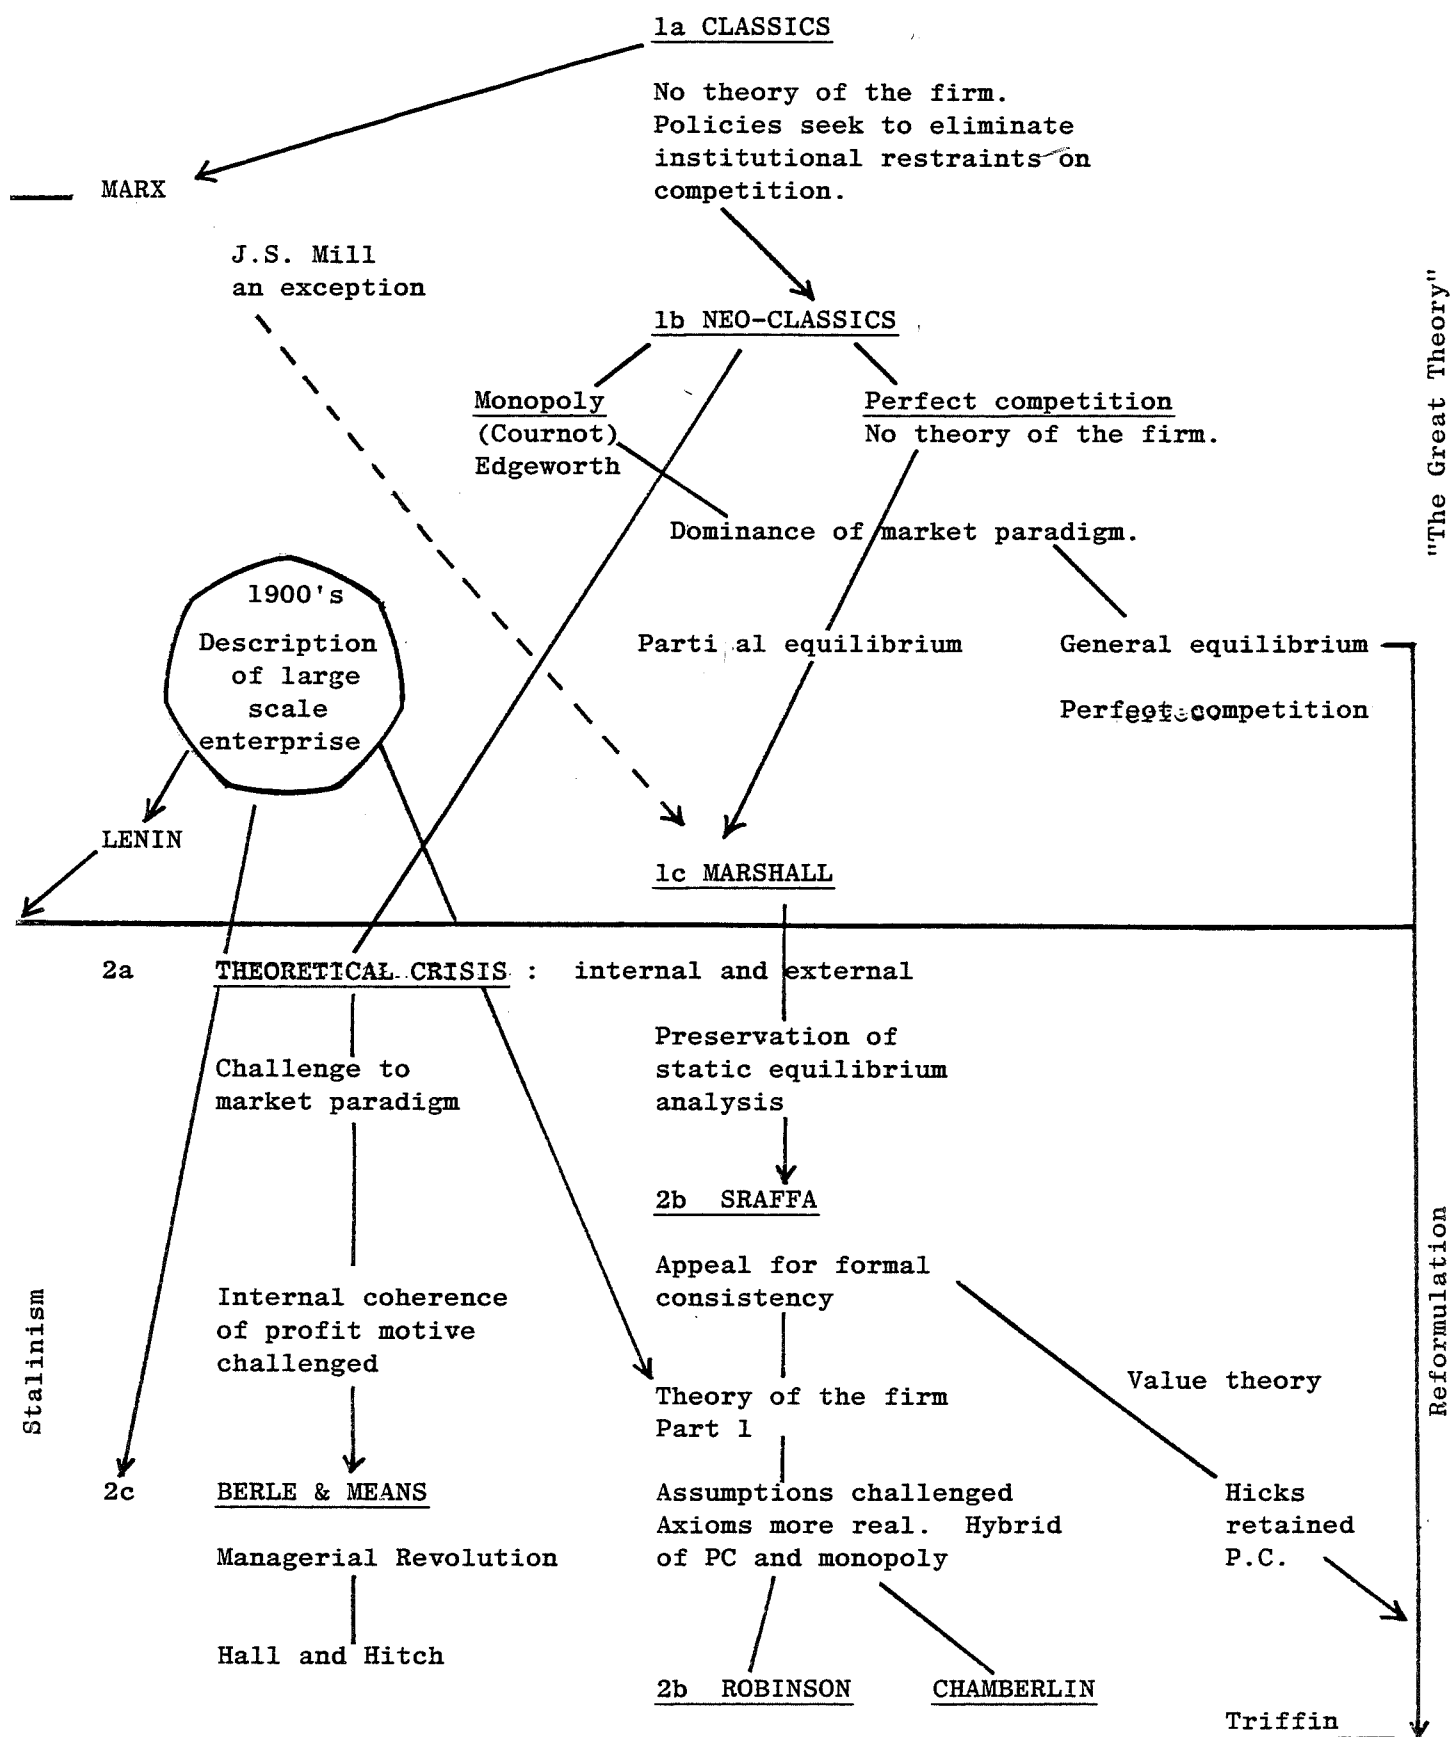 1a CLASSICS
No theory of the firm.
Policies seek to eliminate
institutional restraints on
competition.
MARX
J.S. Mill
an exception
1b NEO-CLASSICS
Monopoly
(Cournot)
Edgeworth
Perfect competition
No theory of the firm.
"The Great Theory"
Dominance of market paradigm.
1900's
Description
of large
scale
enterprise
Partial equilibrium
General equilibrium
Perfect competition
LENIN
1c MARSHALL
2a THEORETICAL CRISIS : internal and external
Challenge to
market paradigm
Preservation of
static equilibrium
analysis
2b SRAFFA
Appeal for formal
consistency
Internal coherence
of profit motive
challenged
Stalinism
Reformulation
Value theory
Theory of the firm
Part 1
2c BERLE & MEANS
Managerial Revolution
Hall and Hitch
Assumptions challenged
Axioms more real. Hybrid
of PC and monopoly
Hicks
retained
P.C.
2b ROBINSON
CHAMBERLIN
Triffin